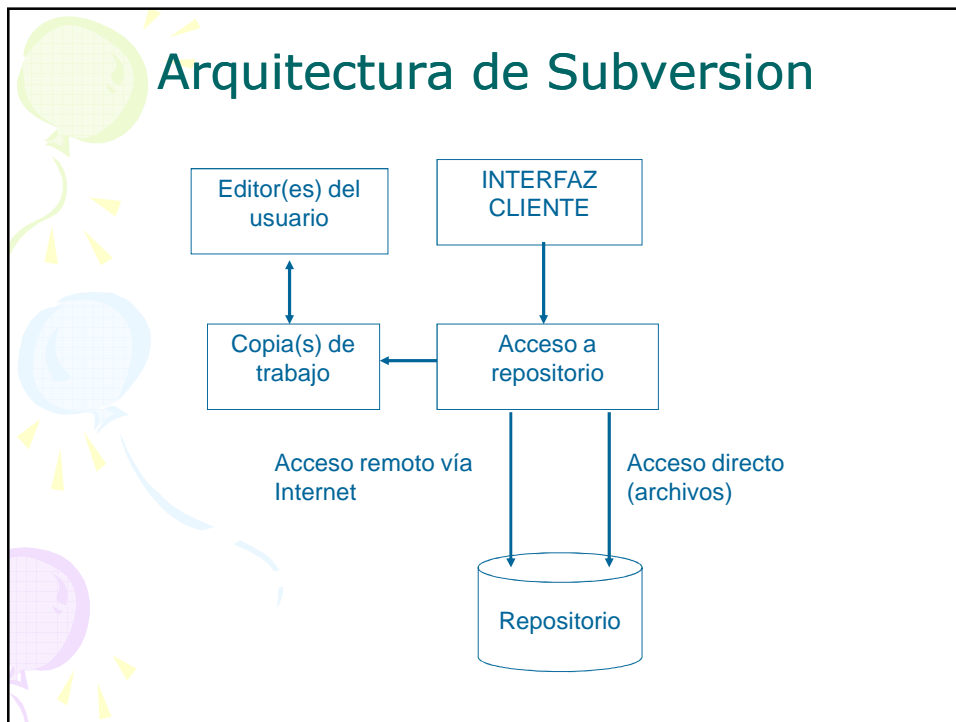 Arquitectura de Subversion
Editor(es) del
usuario
INTERFAZ
CLIENTE
Copia(s) de
trabajo
Acceso a
repositorio
Acceso remoto vía
Internet
Acceso directo
(archivos)
Repositorio